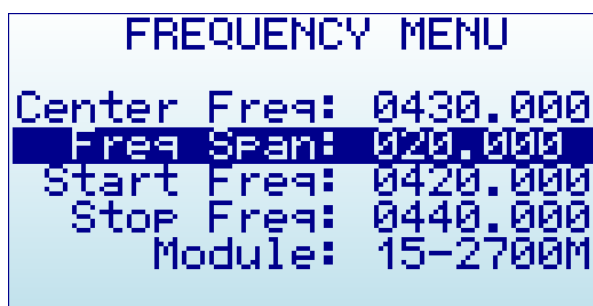 FREQUENCY MENU
Center Freq: 0430.000
Freq Span: 020.000
Start Freq: 0420.000
Stop Freq: 0440.000
Module: 15-2700M